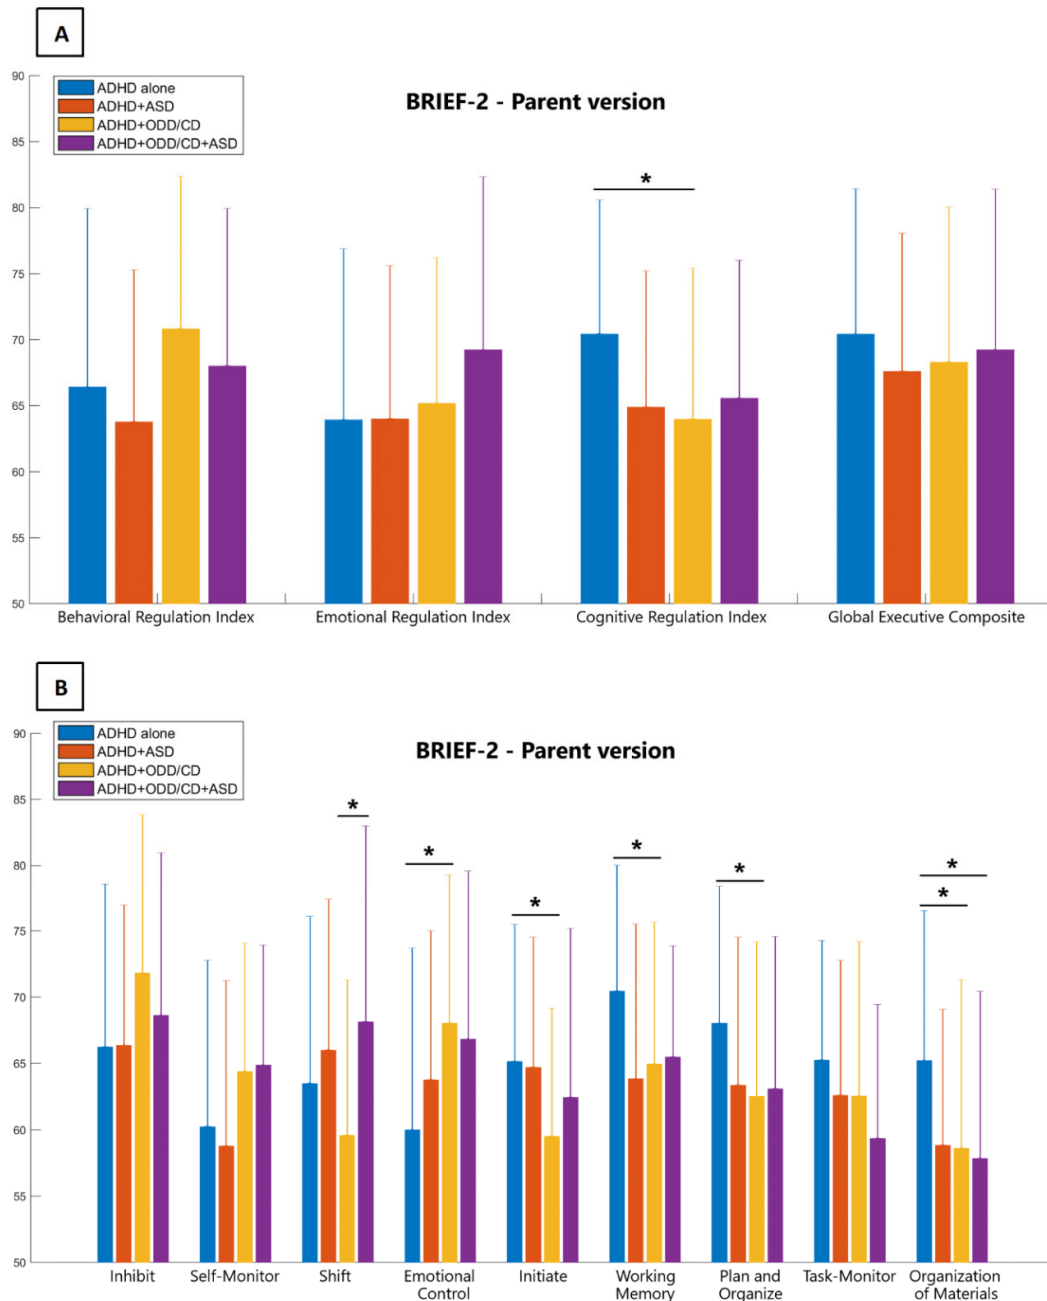 A
90
85
80
75
70
65
60
55
50
ADHD alone
ADHD+ASD
ADHD+ODD/CD
ADHD+ODD/CD+ASD
BRIEF-2 - Parent version
*
Behavioral Regulation Index
Emotional Regulation Index
Cognitive Regulation Index
Global Executive Composite
B
90
85
80
75
70
65
60
55
50
ADHD alone
ADHD+ASD
ADHD+ODD/CD
ADHD+ODD/CD+ASD
BRIEF-2 - Parent version
*
*
*
*
*
*
*
Inhibit
Self-Monitor
Shift
Emotional
Control
Initiate
Working
Memory
Plan and
Organize
Task-Monitor
Organization
of Materials